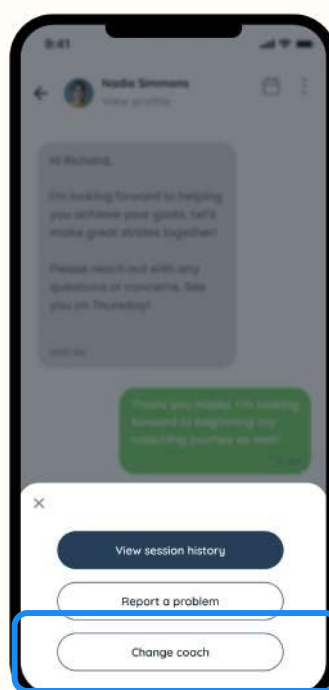 9:41
Nadia Simmons
View profile
Hi Richard,
I'm looking forward to helping
you achieve your goals. Let's
make great strides together!
Please reach out with any
questions or concerns. See
you on Thursday!
Thank you Nadia, I'm looking
forward to beginning my
coaching journey as well!
View session history
Report a problem
Change coach